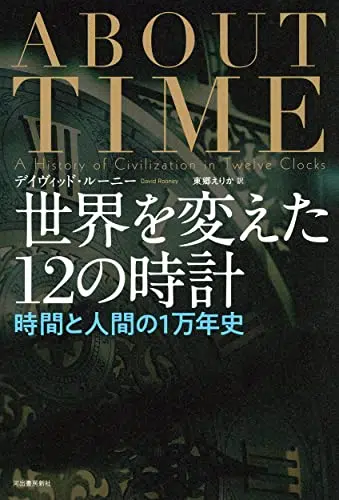 ABOUT
TIME
A History of Civilization in Twelve Clocks
デイヴィッド・ルーニー David Rooney 東郷えりか 訳
世界を変えた
12の時計
時間と人間の1万年史
河出書房新社